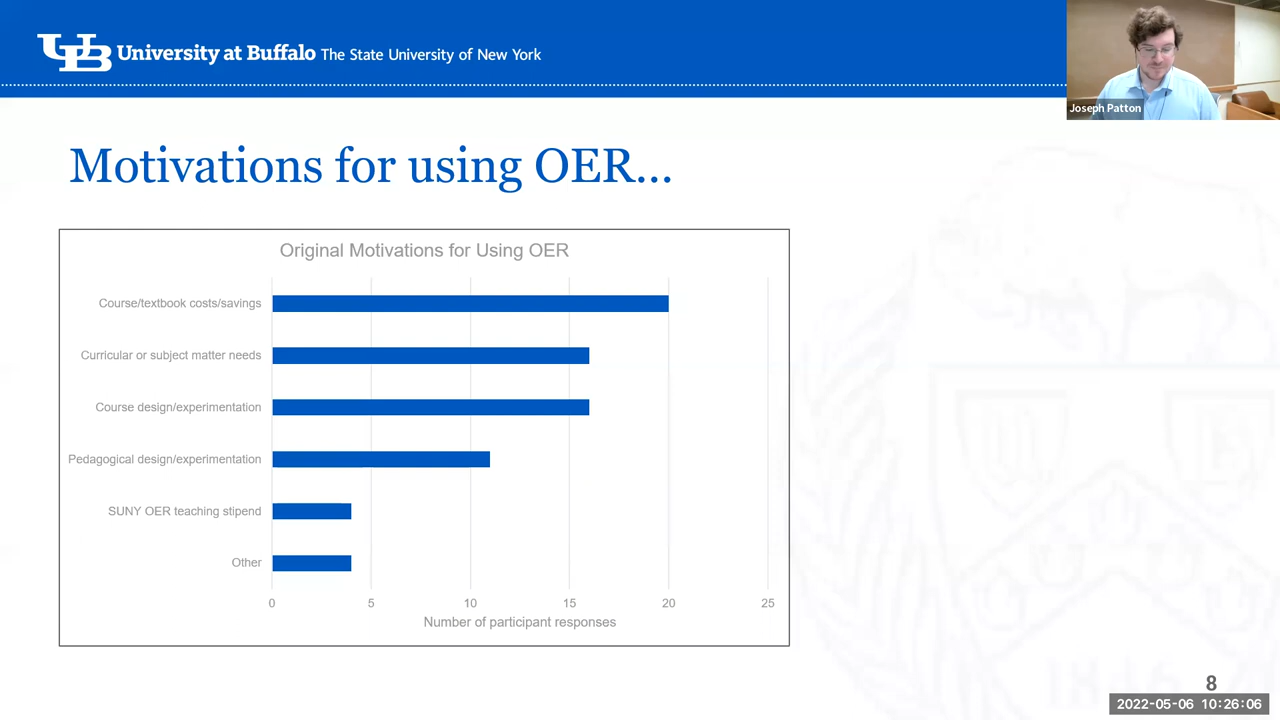 UB University at Buffalo The State University of New York
Joseph Patton
Motivations for using OER...
Original Motivations for Using OER
Course/textbook costs/savings
Curricular or subject matter needs
Course design/experimentation
Pedagogical design/experimentation
SUNY OER teaching stipend
Other
0 5 10 15 20 25
Number of participant responses
8
2022-05-06 10:26:06